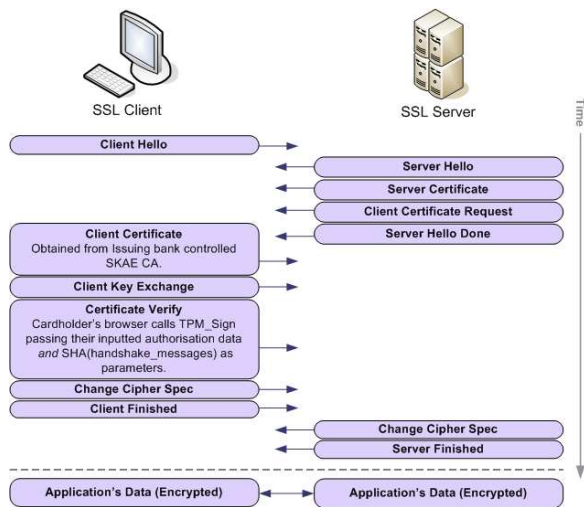 SSL Client
SSL Server
Time
Client Hello
Server Hello
Server Certificate
Client Certificate Request
Server Hello Done
Client Certificate
Obtained from Issuing bank controlled
SKAE CA.
Client Key Exchange
Certificate Verify
Cardholder's browser calls TPM_Sign
passing their inputted authorisation data
and SHA(handshake_messages) as
parameters.
Change Cipher Spec
Client Finished
Change Cipher Spec
Server Finished
Application's Data (Encrypted)
Application's Data (Encrypted)